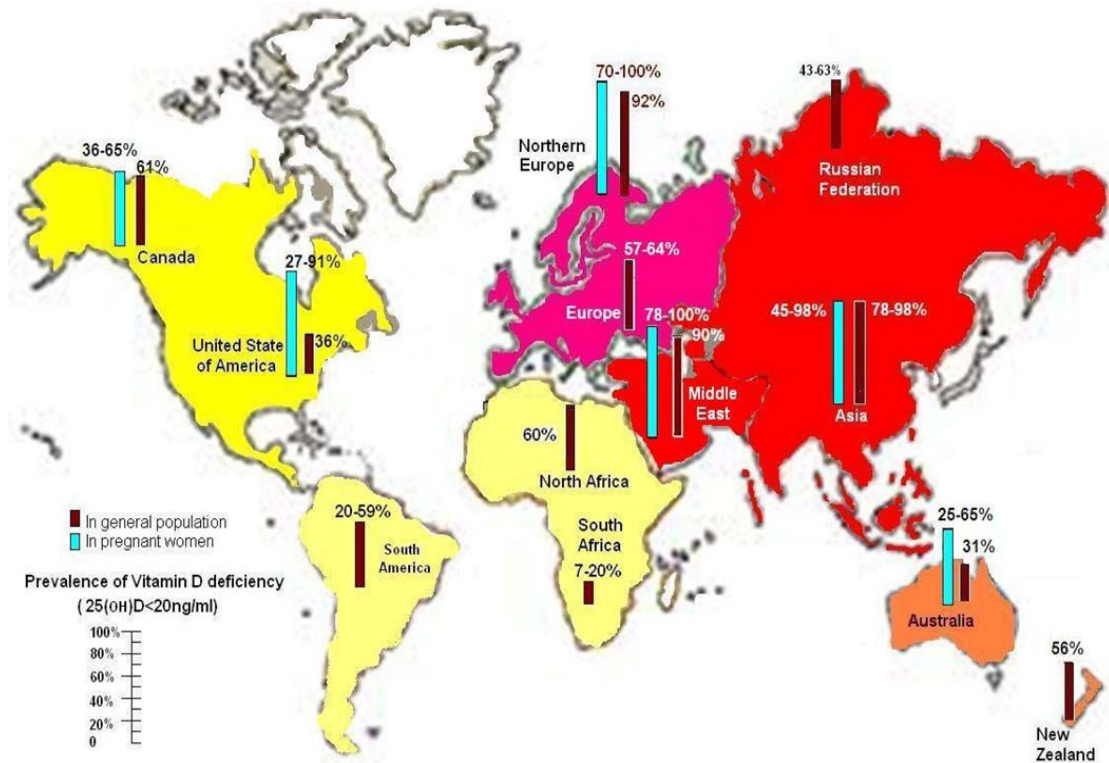 70-100%
92%
Northern
Europe
43-63%
Russian
Federation
36-65%
61%
Canada
27-91%
United State
of America
36%
57-64%
Europe
78-100%
90%
Middle
East
45-98%
78-98%
Asia
60%
North Africa
South
Africa
7-20%
20-59%
South
America
In general population
In pregnant women
Prevalence of Vitamin D deficiency
( 25(OH)D<20ng/ml)
100%
80%
60%
40%
20%
0
25-65%
31%
Australia
56%
New
Zealand